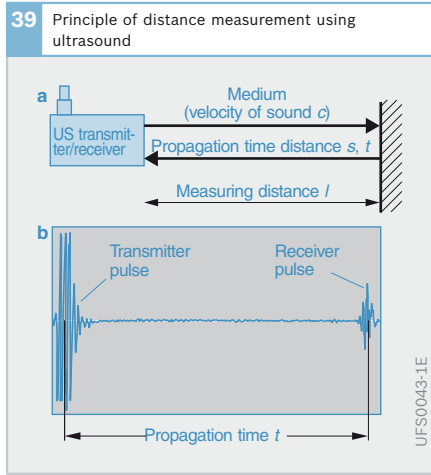 39 Principle of distance measurement using
ultrasound
a
Medium
(velocity of sound c)
US transmit-
ter/receiver
Propagation time distance s, t
Measuring distance l
b
Transmitter
pulse
Receiver
pulse
Propagation time t
UFS0043-1E